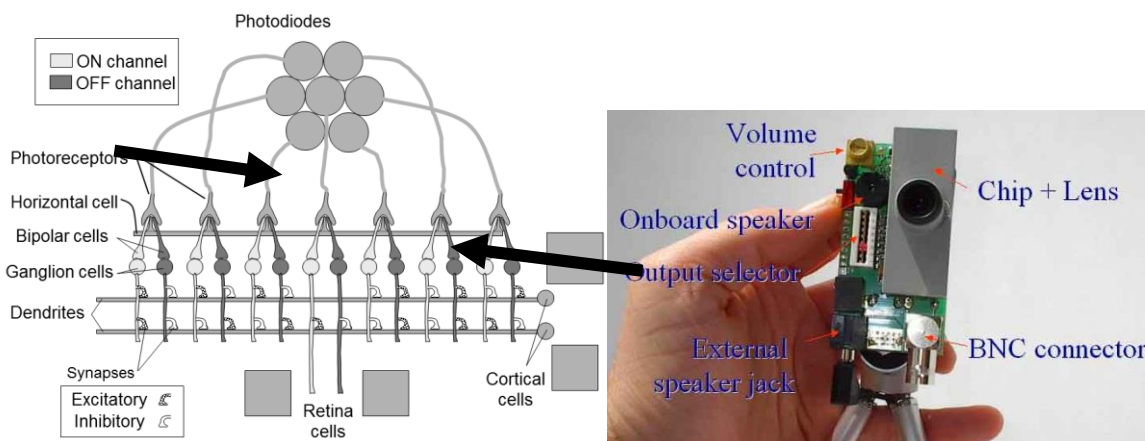 Photodiodes
ON channel
OFF channel
Photoreceptors
Horizontal cell
Bipolar cells
Ganglion cells
Dendrites
Synapses
Excitatory
Inhibitory
Retina
cells
Cortical
cells
Volume
control
Chip + Lens
Onboard speaker
Output selector
External
speaker jack
BNC connector